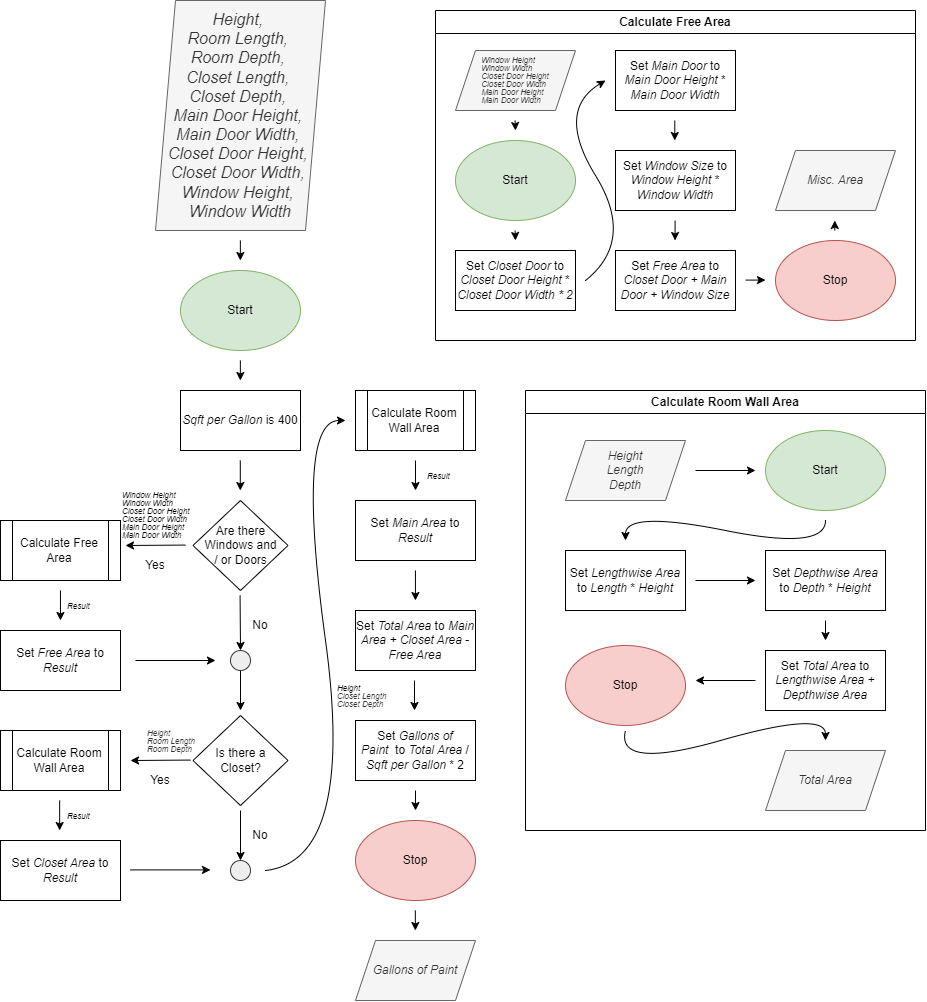 Height,
Room Length,
Room Depth,
Closet Length,
Closet Depth,
Main Door Height,
Main Door Width,
Closet Door Height,
Closet Door Width,
Window Height,
Window Width
Start
Sqft per Gallon is 400
Are there
Windows and
/ or Doors
Window Height
Window Width
Closet Door Height
Closet Door Width
Main Door Height
Main Door Width
Yes
Calculate Free
Area
Result
Set Free Area to
Result
No
Is there a
Closet?
Height
Room Length
Room Depth
Yes
Calculate Room
Wall Area
Result
Set Closet Area to
Result
No
Height
Closet Length
Closet Depth
Calculate Room
Wall Area
Result
Set Main Area to
Result
Set Total Area to Main
Area + Closet Area -
Free Area
Set Gallons of
Paint to Total Area /
Sqft per Gallon * 2
Stop
Gallons of Paint
Calculate Free Area
Window Height
Window Width
Closet Door Height
Closet Door Width
Main Door Height
Main Door Width
Start
Set Closet Door to
Closet Door Height *
Closet Door Width * 2
Set Main Door to
Main Door Height *
Main Door Width
Set Window Size to
Window Height *
Window Width
Set Free Area to
Closet Door + Main
Door + Window Size
Stop
Misc. Area
Calculate Room Wall Area
Height
Length
Depth
Start
Set Lengthwise Area
to Length * Height
Set Depthwise Area
to Depth * Height
Set Total Area to
Lengthwise Area +
Depthwise Area
Stop
Total Area